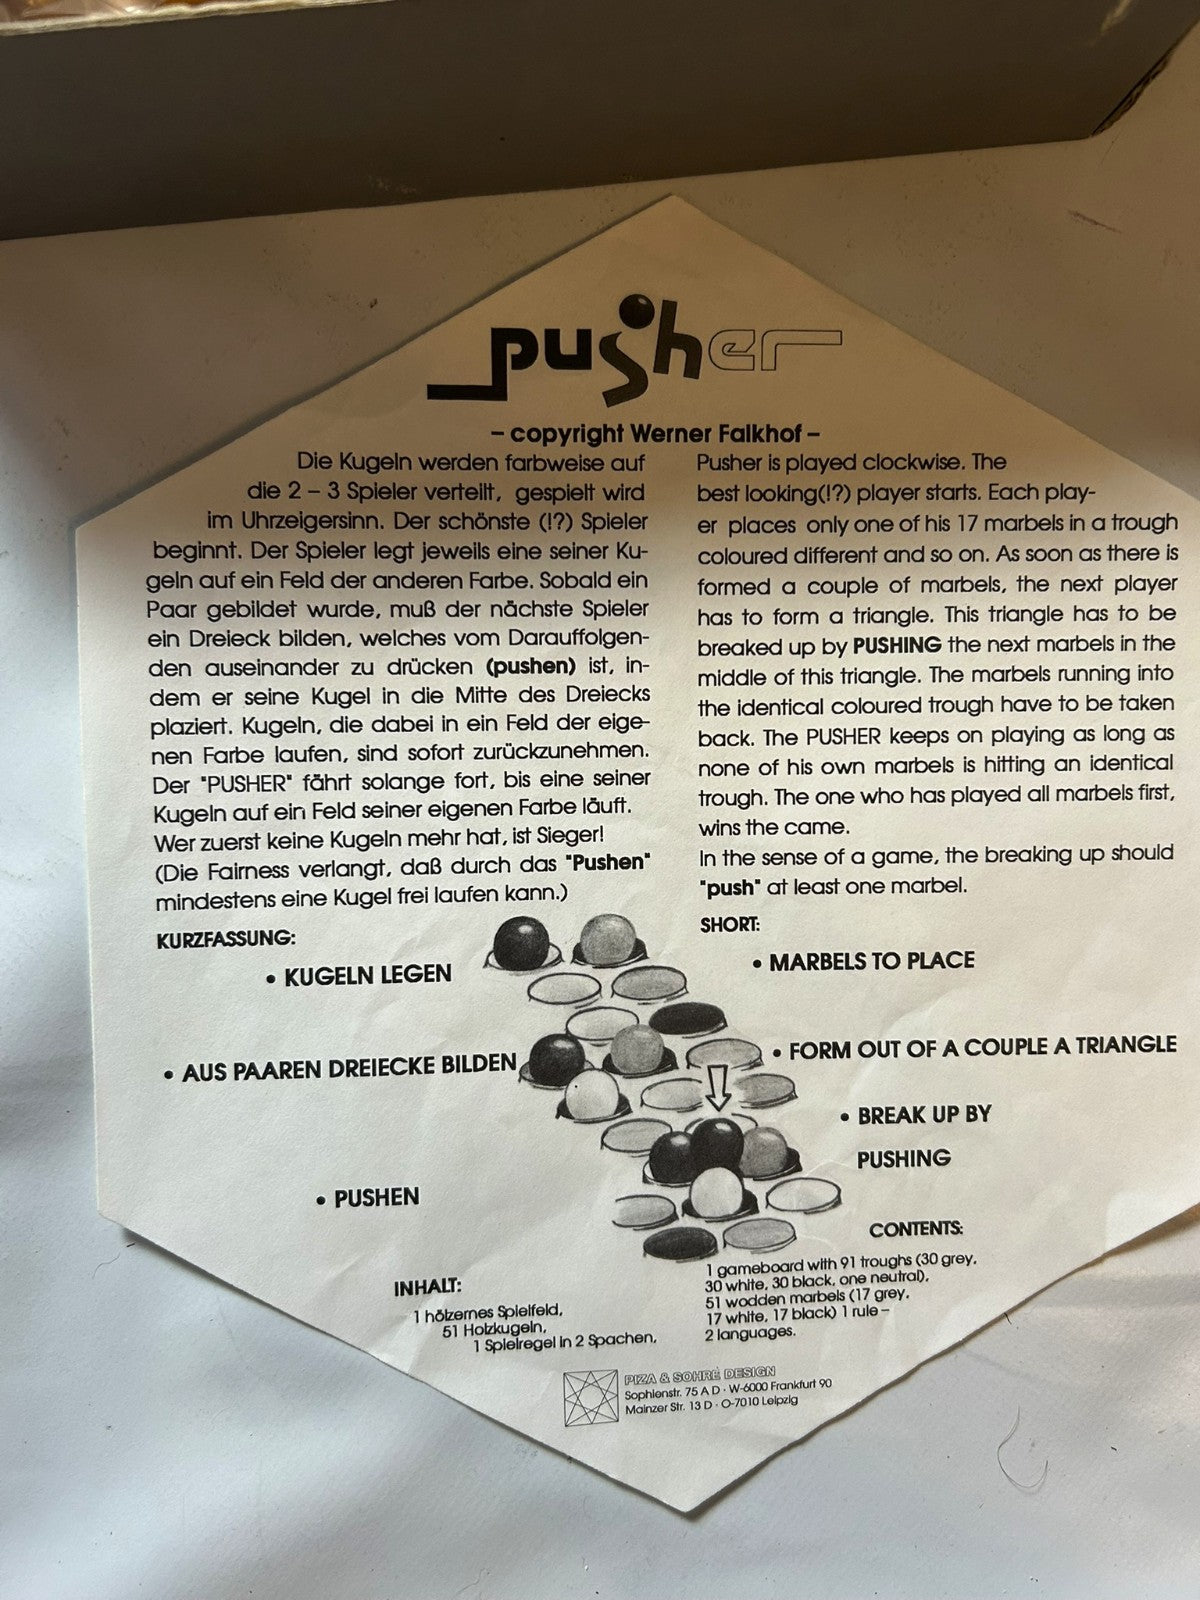 pusher
– copyright Werner Falkhof –
Die Kugeln werden farbweise auf
die 2 – 3 Spieler verteilt, gespielt wird
im Uhrzeigersinn. Der schönste (!?) Spieler
beginnt. Der Spieler legt jeweils eine seiner Ku-
geln auf ein Feld der anderen Farbe. Sobald ein
Paar gebildet wurde, muß der nächste Spieler
ein Dreieck bilden, welches vom Darauffolgen-
den auseinander zu drücken (pushen) ist, in-
dem er seine Kugel in die Mitte des Dreiecks
plaziert. Kugeln, die dabei in ein Feld der eige-
nen Farbe laufen, sind sofort zurückzunehmen.
Der "PUSHER" fährt solange fort, bis eine seiner
Kugeln auf ein Feld seiner eigenen Farbe läuft.
Wer zuerst keine Kugeln mehr hat, ist Sieger!
(Die Fairness verlangt, daß durch das "Pushen"
mindestens eine Kugel frei laufen kann.)
Pusher is played clockwise. The
best looking(!?) player starts. Each play-
er places only one of his 17 marbels in a trough
coloured different and so on. As soon as there is
formed a couple of marbels, the next player
has to form a triangle. This triangle has to be
breaked up by PUSHING the next marbels in the
middle of this triangle. The marbels running into
the identical coloured trough have to be taken
back. The PUSHER keeps on playing as long as
none of his own marbels is hitting an identical
trough. The one who has played all marbels first,
wins the came.
In the sense of a game, the breaking up should
"push" at least one marbel.
KURZFASSUNG:
• KUGELN LEGEN
• AUS PAAREN DREIECKE BILDEN
• PUSHEN
SHORT:
• MARBELS TO PLACE
• FORM OUT OF A COUPLE A TRIANGLE
• BREAK UP BY
PUSHING
INHALT:
1 hölzernes Spielfeld,
51 Holzkugeln,
1 Spielregel in 2 Spachen,
CONTENTS:
1 gameboard with 91 troughs (30 grey,
30 white, 30 black, one neutral),
51 wodden marbels (17 grey,
17 white, 17 black) 1 rule –
2 languages.
PIZA & SOHRE DESIGN
Sophienstr. 75 A D · W-6000 Frankfurt 90
Mainzer Str. 13 D · O-7010 Leipzig